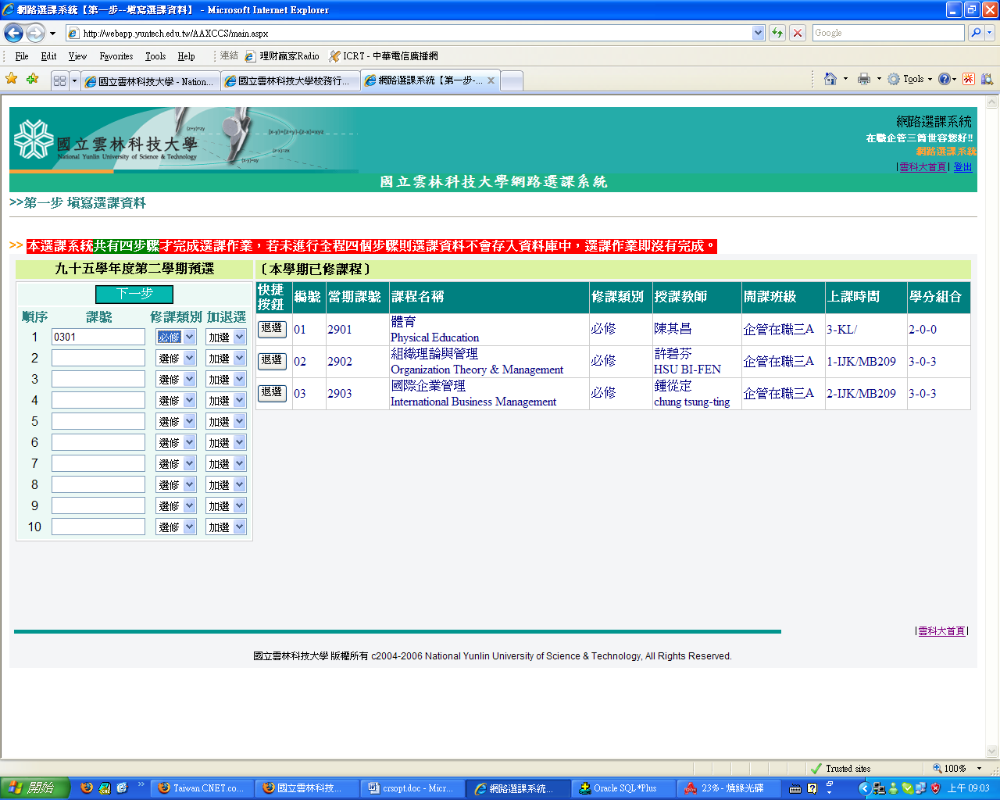 網路選課系統【第一步--填寫選課資料】 - Microsoft Internet Explorer
http://webapp.yuntech.edu.tw/AAXCCS/main.aspx
Google
File Edit View Favorites Tools Help
連結 理財贏家Radio ICRT - 中華電信廣播網
國立雲林科技大學 - Nation... 國立雲林科技大學校務行... 網路選課系統【第一步-... Tools
國立雲林科技大學
National Yunlin University of Science & Technology
(z+y)=zy
(x-y)+(z+y)-(z-x)=xyz
(z-x)=zx
(x-y)=xy
網路選課系統
在職企管三簡世容您好!!
網路選課系統
|雲科大首頁| 登出
國立雲林科技大學網路選課系統
>>第一步 填寫選課資料
>> 本選課系統共有四步驟才完成選課作業，若未進行全程四個步驟則選課資料不會存入資料庫中，選課作業即沒有完成。
九十五學年度第二學期預選
下一步
順序 課號 修課類別 加退選
1 0301 必修 加選
2 選修 加選
3 選修 加選
4 選修 加選
5 選修 加選
6 選修 加選
7 選修 加選
8 選修 加選
9 選修 加選
10 選修 加選
〔本學期已修課程〕
快捷按鈕 編號 當期課號 課程名稱 修課類別 授課教師 開課班級 上課時間 學分組合
退選 01 2901 體育 必修 陳其昌 企管在職三A 3-KL/ 2-0-0
Physical Education
退選 02 2902 組織理論與管理 必修 許碧芬 企管在職三A 1-IJK/MB209 3-0-3
Organization Theory & Management HSU BI-FEN
退選 03 2903 國際企業管理 必修 鍾從定 企管在職三A 2-IJK/MB209 3-0-3
International Business Management chung tsung-ting
|雲科大首頁|
國立雲林科技大學 版權所有 c2004-2006 National Yunlin University of Science & Technology, All Rights Reserved.
Trusted sites 100%
開始 Taiwan.CNET.co... 國立雲林科技... crsopt.doc - Micr... 網路選課系統... Oracle SQL*Plus 23% - 燒錄光碟 上午 09:03